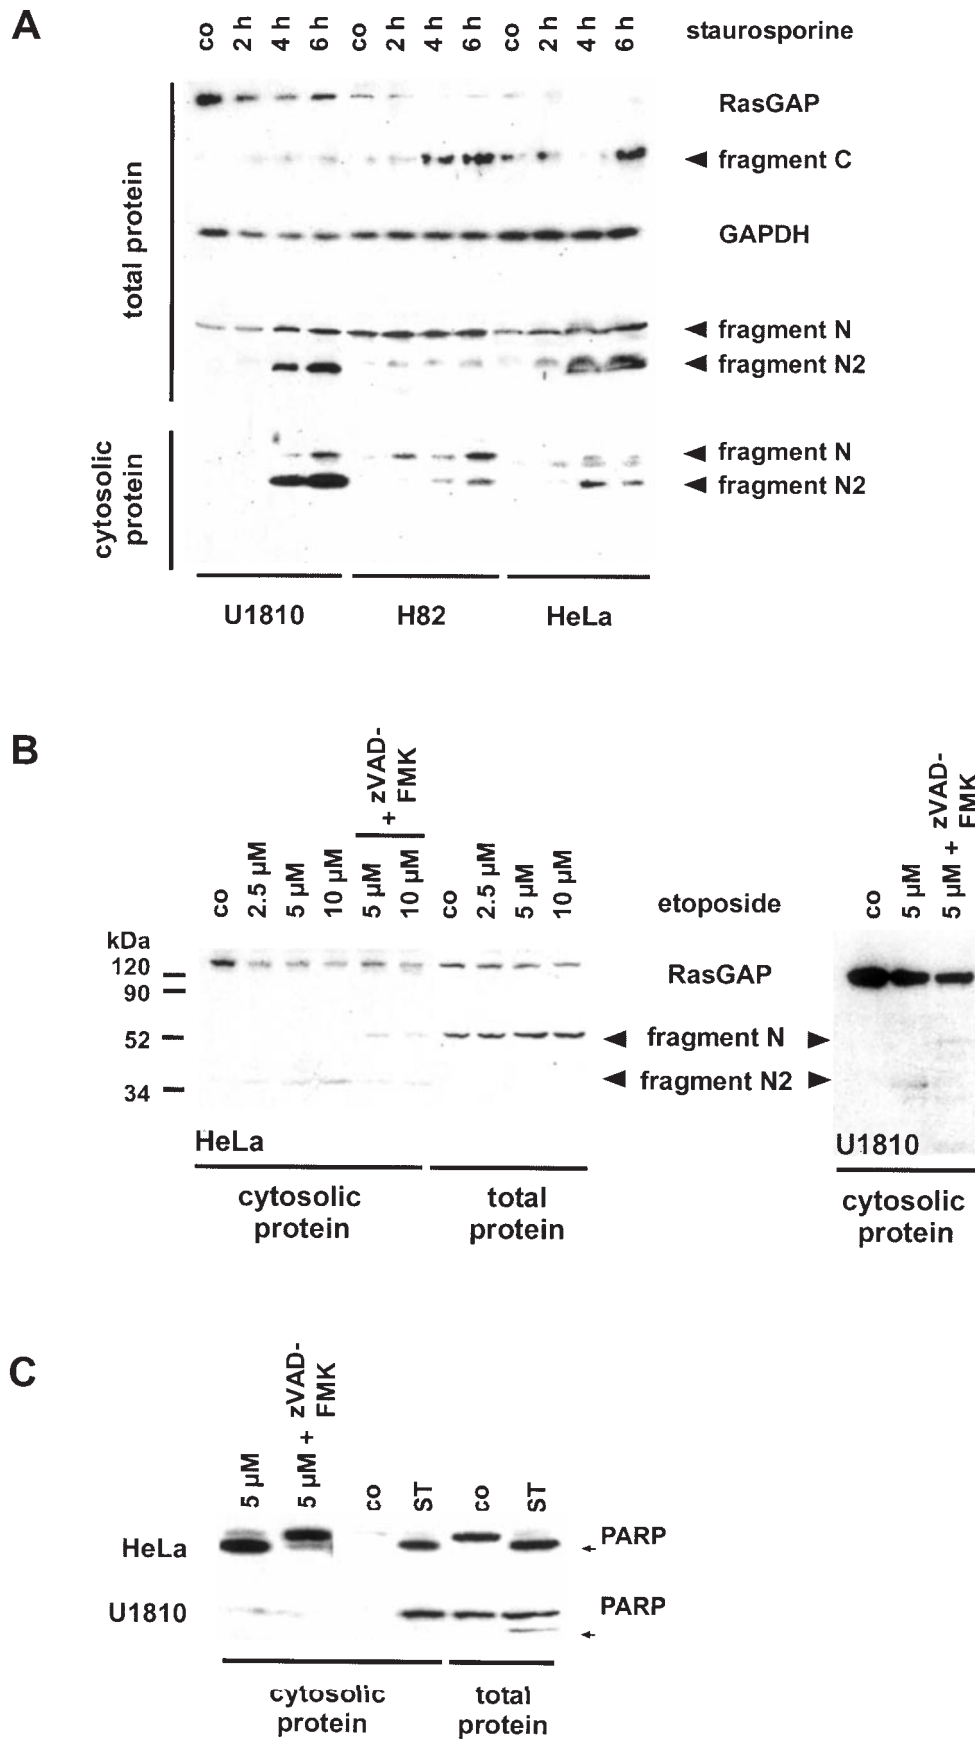 A
co 2 h 4 h 6 h co 2 h 4 h 6 h co 2 h 4 h 6 h staurosporine
total protein
RasGAP
fragment C
GAPDH
fragment N
fragment N2
cytosolic
protein
fragment N
fragment N2
U1810 H82 HeLa
B
+ zVAD-
FMK
co 2.5 µM 5 µM 10 µM 5 µM 10 µM co 2.5 µM 5 µM 10 µM etoposide
co 5 µM 5 µM + zVAD-
FMK
kDa
120
90
52
34
RasGAP
fragment N
fragment N2
HeLa
U1810
cytosolic
protein
total
protein
cytosolic
protein
C
5 µM 5 µM + zVAD-
FMK
co ST co ST
HeLa PARP
U1810 PARP
cytosolic
protein
total
protein